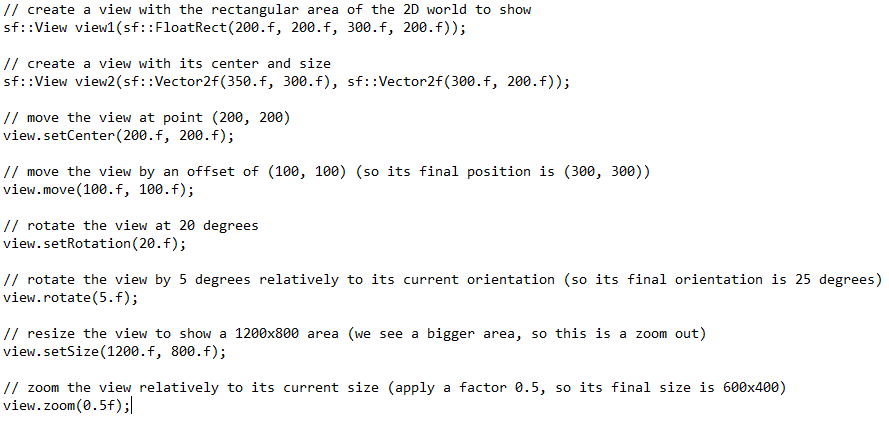 // create a view with the rectangular area of the 2D world to show
sf::View view1(sf::FloatRect(200.f, 200.f, 300.f, 200.f));
// create a view with its center and size
sf::View view2(sf::Vector2f(350.f, 300.f), sf::Vector2f(300.f, 200.f));
// move the view at point (200, 200)
view.setCenter(200.f, 200.f);
// move the view by an offset of (100, 100) (so its final position is (300, 300))
view.move(100.f, 100.f);
// rotate the view at 20 degrees
view.setRotation(20.f);
// rotate the view by 5 degrees relatively to its current orientation (so its final orientation is 25 degrees)
view.rotate(5.f);
// resize the view to show a 1200x800 area (we see a bigger area, so this is a zoom out)
view.setSize(1200.f, 800.f);
// zoom the view relatively to its current size (apply a factor 0.5, so its final size is 600x400)
view.zoom(0.5f);